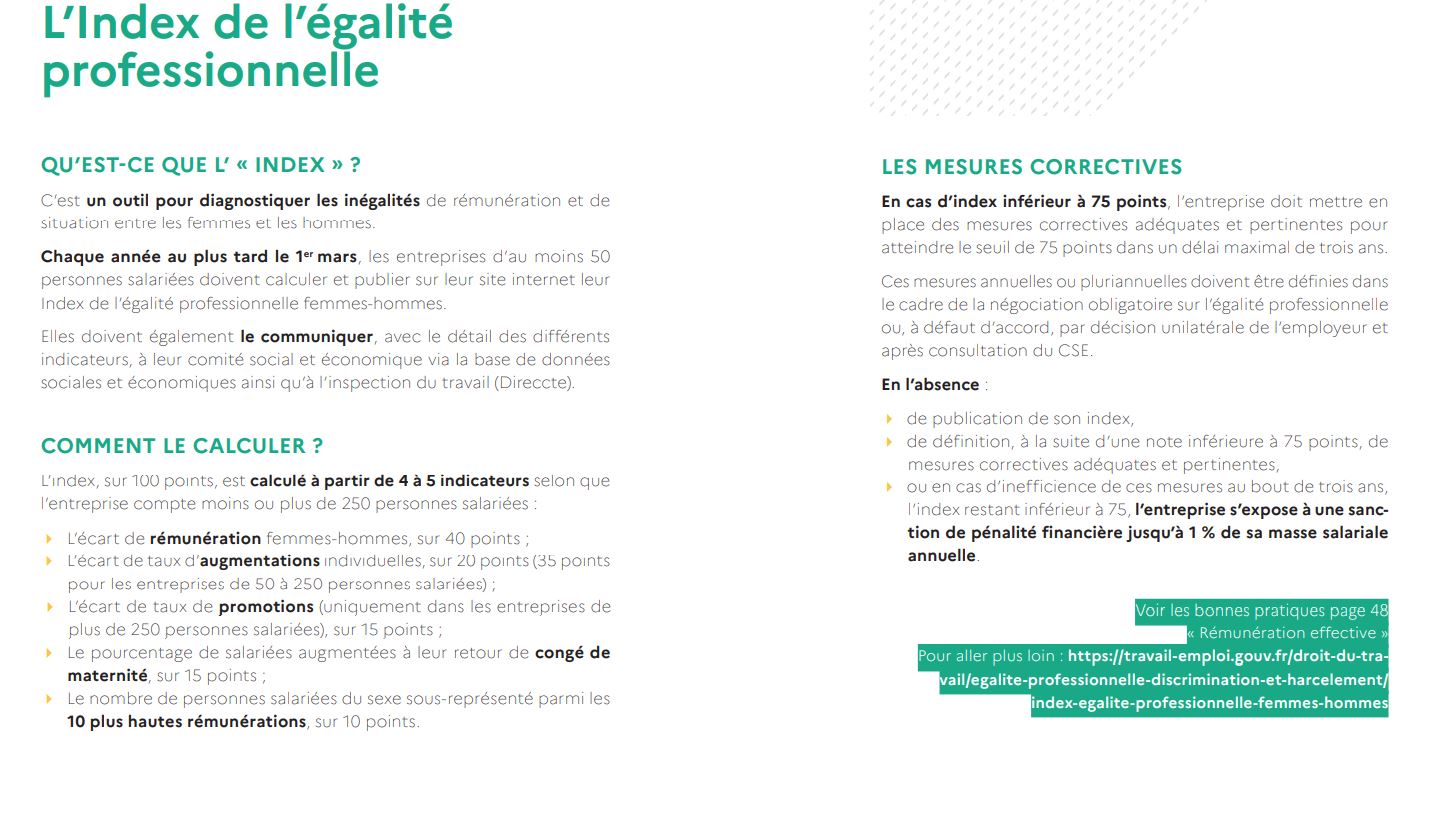 L’Index de l’égalité
professionnelle
QU’EST-CE QUE L’ « INDEX » ?
C’est un outil pour diagnostiquer les inégalités de rémunération et de
situation entre les femmes et les hommes.
Chaque année au plus tard le 1er mars, les entreprises d’au moins 50
personnes salariées doivent calculer et publier sur leur site internet leur
Index de l’égalité professionnelle femmes-hommes.
Elles doivent également le communiquer, avec le détail des différents
indicateurs, à leur comité social et économique via la base de données
sociales et économiques ainsi qu’à l’inspection du travail (Direccte).
COMMENT LE CALCULER ?
L’index, sur 100 points, est calculé à partir de 4 à 5 indicateurs selon que
l’entreprise compte moins ou plus de 250 personnes salariées :
L’écart de rémunération femmes-hommes, sur 40 points ;
L’écart de taux d’augmentations individuelles, sur 20 points (35 points
pour les entreprises de 50 à 250 personnes salariées) ;
L’écart de taux de promotions (uniquement dans les entreprises de
plus de 250 personnes salariées), sur 15 points ;
Le pourcentage de salariées augmentées à leur retour de congé de
maternité, sur 15 points ;
Le nombre de personnes salariées du sexe sous-représenté parmi les
10 plus hautes rémunérations, sur 10 points.
LES MESURES CORRECTIVES
En cas d’index inférieur à 75 points, l’entreprise doit mettre en
place des mesures correctives adéquates et pertinentes pour
atteindre le seuil de 75 points dans un délai maximal de trois ans.
Ces mesures annuelles ou pluriannuelles doivent être définies dans
le cadre de la négociation obligatoire sur l’égalité professionnelle
ou, à défaut d’accord, par décision unilatérale de l’employeur et
après consultation du CSE.
En l’absence :
de publication de son index,
de définition, à la suite d’une note inférieure à 75 points, de
mesures correctives adéquates et pertinentes,
ou en cas d’inefficience de ces mesures au bout de trois ans,
l’index restant inférieur à 75, l’entreprise s’expose à une sanc-
tion de pénalité financière jusqu’à 1 % de sa masse salariale
annuelle.
Voir les bonnes pratiques page 48
« Rémunération effective »
Pour aller plus loin : https://travail-emploi.gouv.fr/droit-du-tra-
vail/egalite-professionnelle-discrimination-et-harcelement/
index-egalite-professionnelle-femmes-hommes